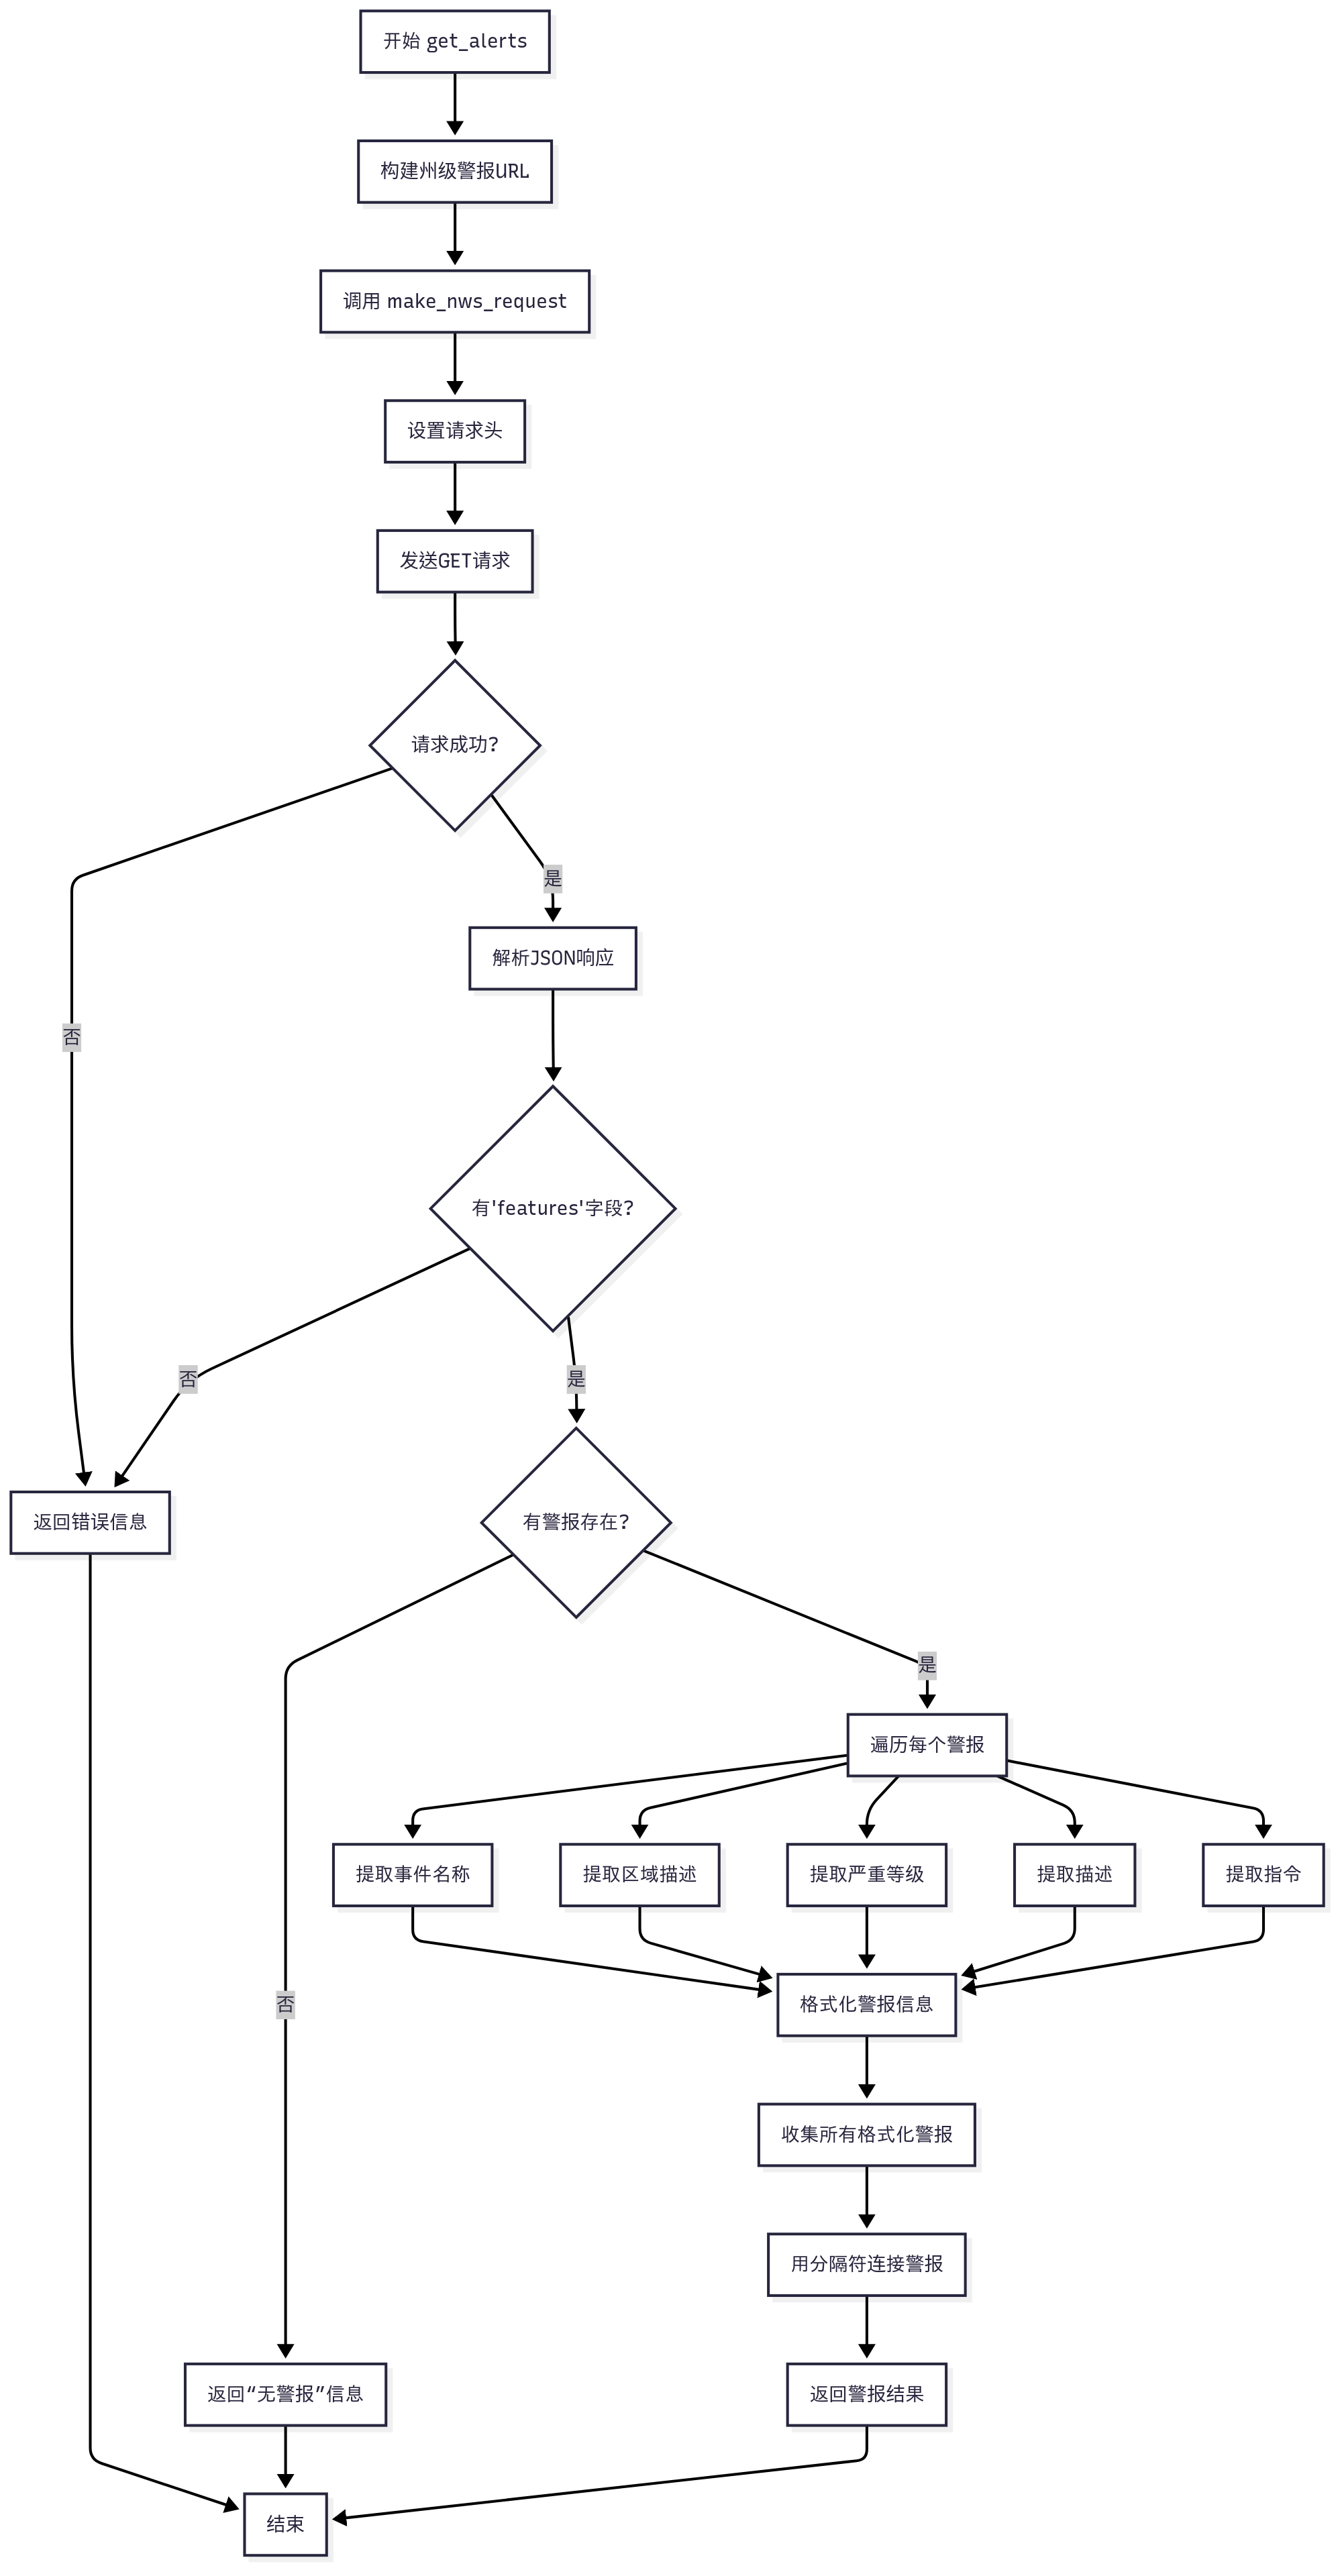 开始 get_alerts
构建州级警报URL
调用 make_nws_request
设置请求头
发送GET请求
请求成功?
是
解析JSON响应
否
有'features'字段?
否
是
返回错误信息
有警报存在?
是
遍历每个警报
提取事件名称
提取区域描述
提取严重等级
提取描述
提取指令
否
格式化警报信息
收集所有格式化警报
用分隔符连接警报
返回“无警报”信息
返回警报结果
结束